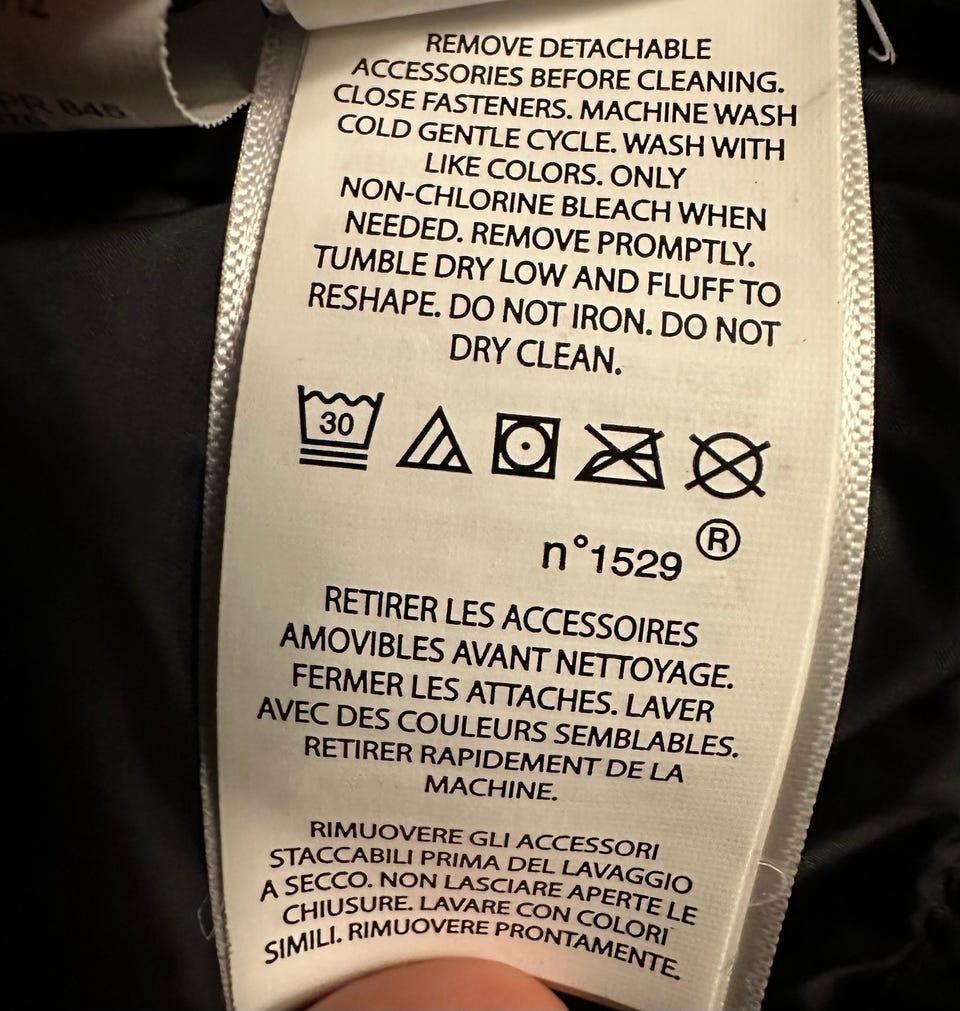 PR 846
REMOVE DETACHABLE
ACCESSORIES BEFORE CLEANING.
CLOSE FASTENERS. MACHINE WASH
COLD GENTLE CYCLE. WASH WITH
LIKE COLORS. ONLY
NON-CHLORINE BLEACH WHEN
NEEDED. REMOVE PROMPTLY.
TUMBLE DRY LOW AND FLUFF TO
RESHAPE. DO NOT IRON. DO NOT
DRY CLEAN.
30
n°1529 ®
RETIRER LES ACCESSOIRES
AMOVIBLES AVANT NETTOYAGE.
FERMER LES ATTACHES. LAVER
AVEC DES COULEURS SEMBLABLES.
RETIRER RAPIDEMENT DE LA
MACHINE.
RIMUOVERE GLI ACCESSORI
STACCABILI PRIMA DEL LAVAGGIO
A SECCO. NON LASCIARE APERTE LE
CHIUSURE. LAVARE CON COLORI
SIMILI. RIMUOVERE PRONTAMENTE.